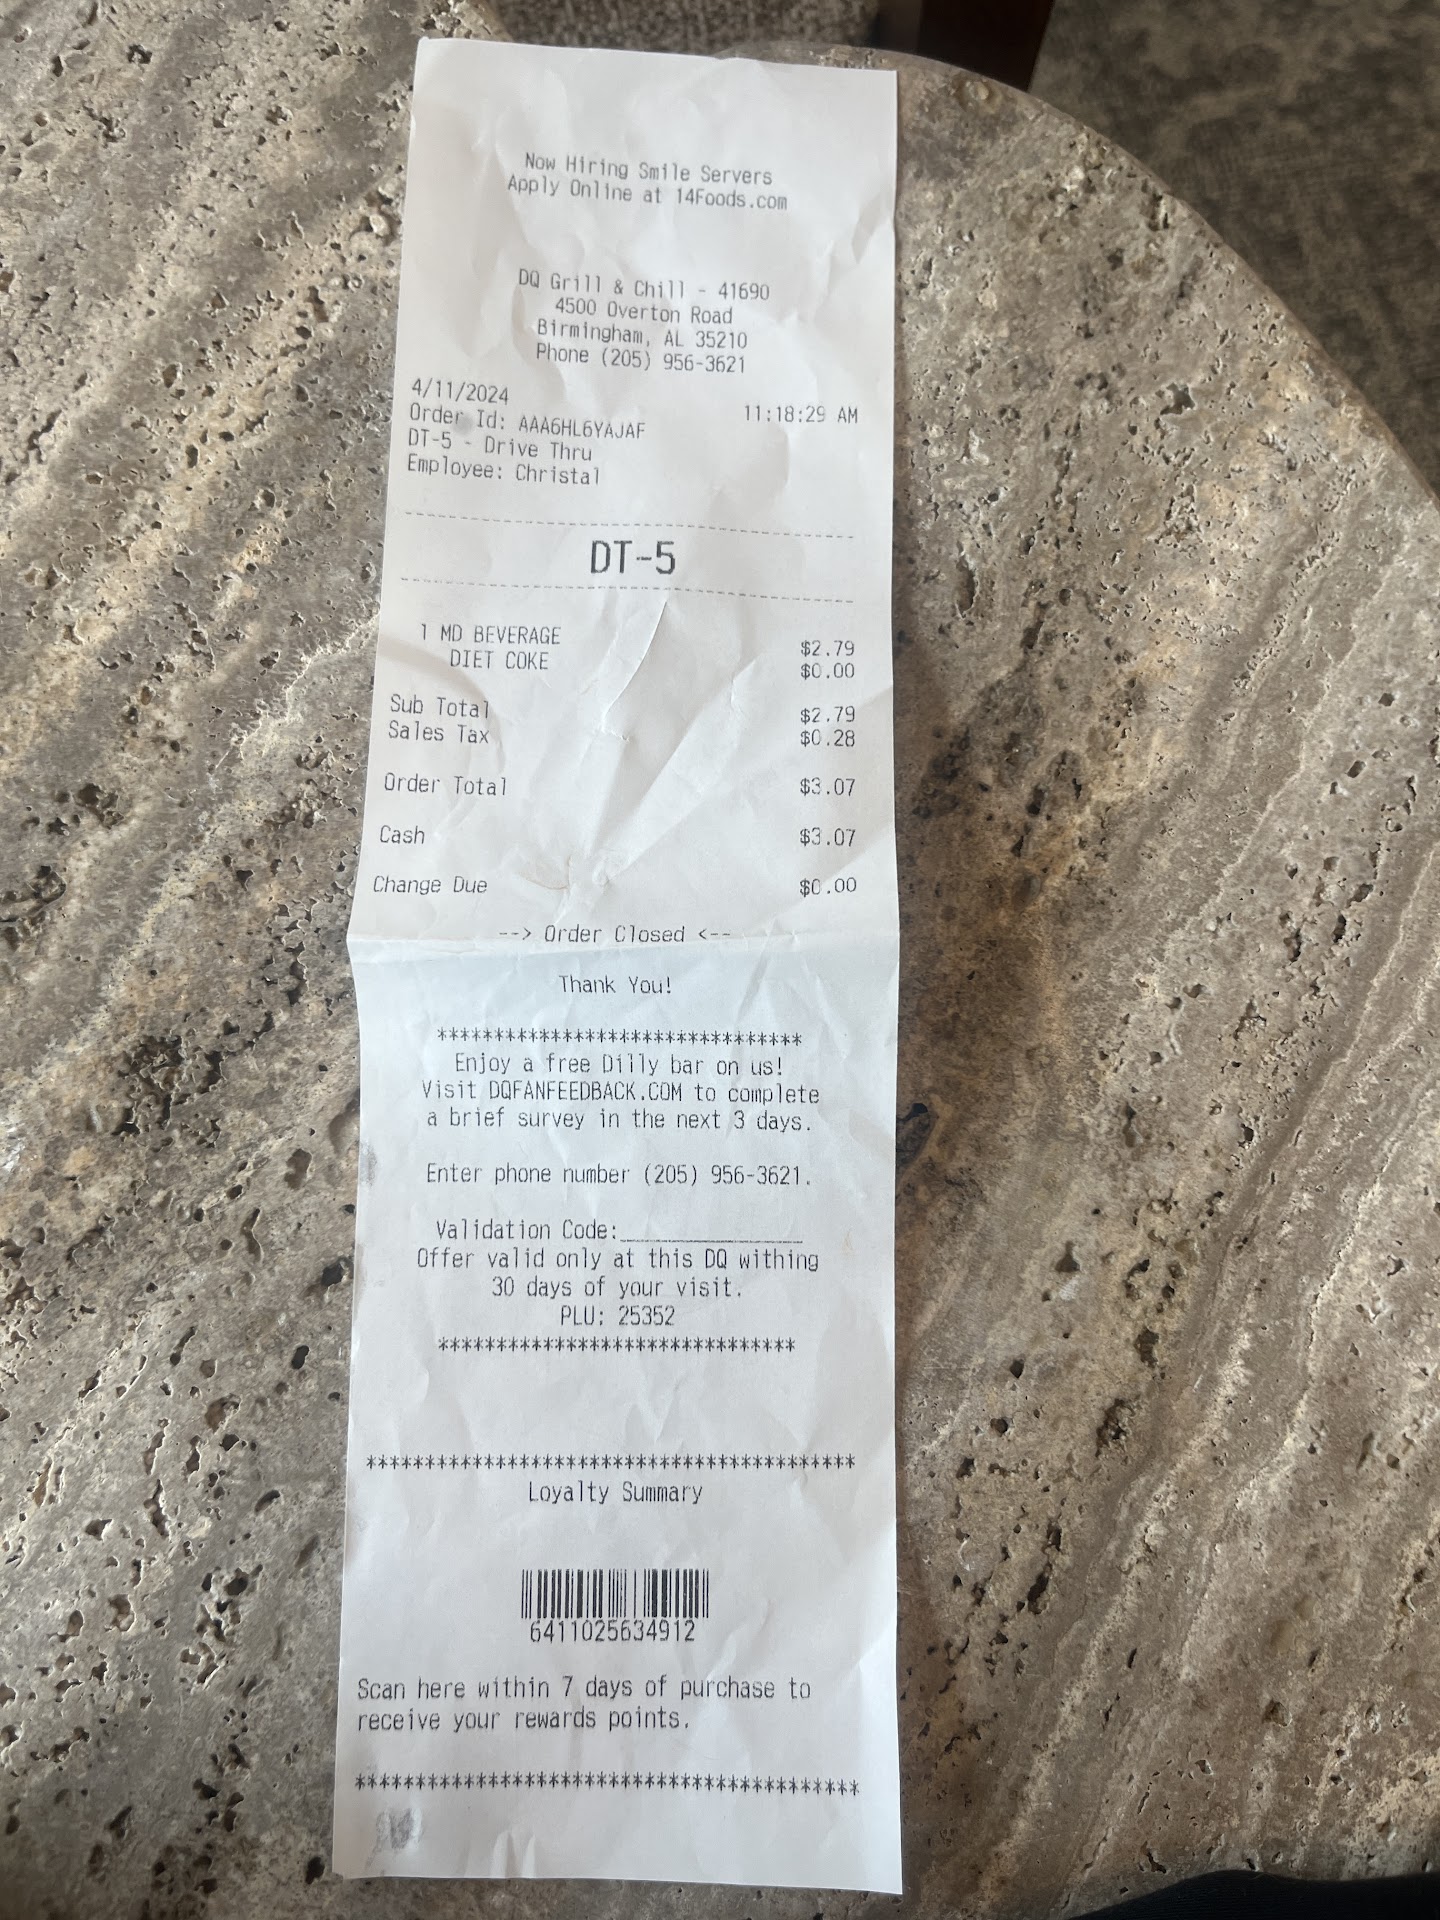 Now Hiring Smile Servers
Apply Online at 14Foods.com
DQ Grill & Chill - 41690
4500 Overton Road
Birmingham, AL 35210
Phone (205) 956-3621
4/11/2024 11:18:29 AM
Order Id: AAA6HL6YAJAF
DT-5 - Drive Thru
Employee: Christal
--------------------------------
DT-5
--------------------------------
1 MD BEVERAGE $2.79
DIET COKE $0.00
Sub Total $2.79
Sales Tax $0.28
Order Total $3.07
Cash $3.07
Change Due $0.00
--> Order Closed <--
Thank You!
********************************
Enjoy a free Dilly bar on us!
Visit DQFANFEEDBACK.COM to complete
a brief survey in the next 3 days.
Enter phone number (205) 956-3621.
Validation Code:________________
Offer valid only at this DQ withing
30 days of your visit.
PLU: 25352
*******************************
******************************************
Loyalty Summary
6411025634912
Scan here within 7 days of purchase to
receive your rewards points.
******************************************